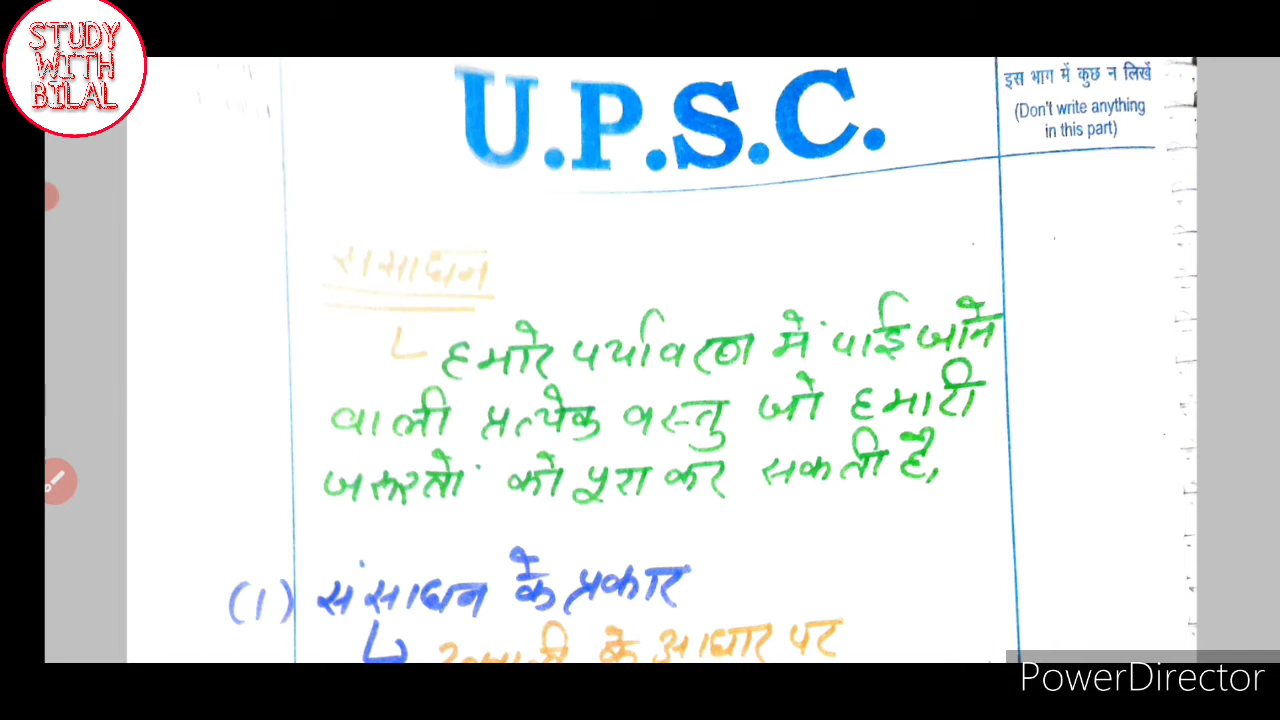 STUDY
WITH
BILAL
U.P.S.C.
इस भाग में कुछ न लिखें
(Don't write anything
in this part)
संसाधन
हमारे पर्यावरण में पाई जाने
वाली प्रत्येक वस्तु जो हमारी
जरूरतों को पूरा कर सकती है,
(1) संसाधन के प्रकार
के आधार पर
PowerDirector